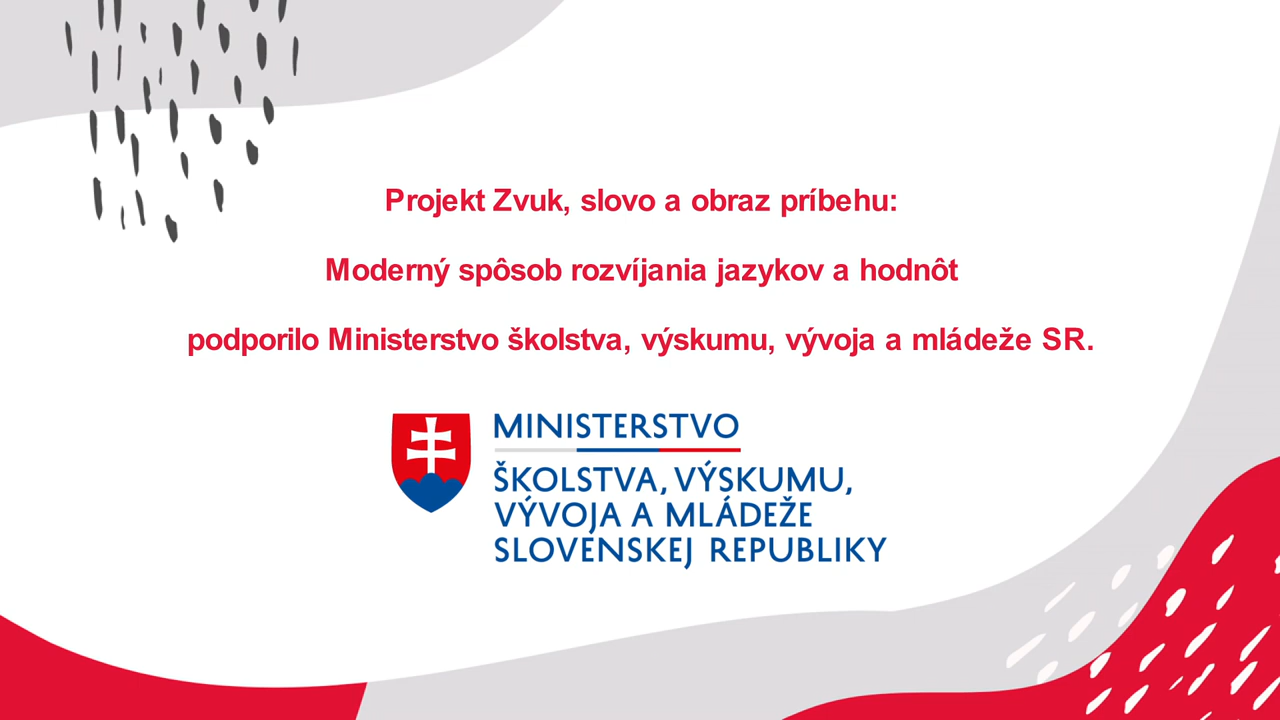 Projekt Zvuk, slovo a obraz príbehu:
Moderný spôsob rozvíjania jazykov a hodnôt
podporilo Ministerstvo školstva, výskumu, vývoja a mládeže SR.
MINISTERSTVO
ŠKOLSTVA, VÝSKUMU,
VÝVOJA A MLÁDEŽE
SLOVENSKEJ REPUBLIKY